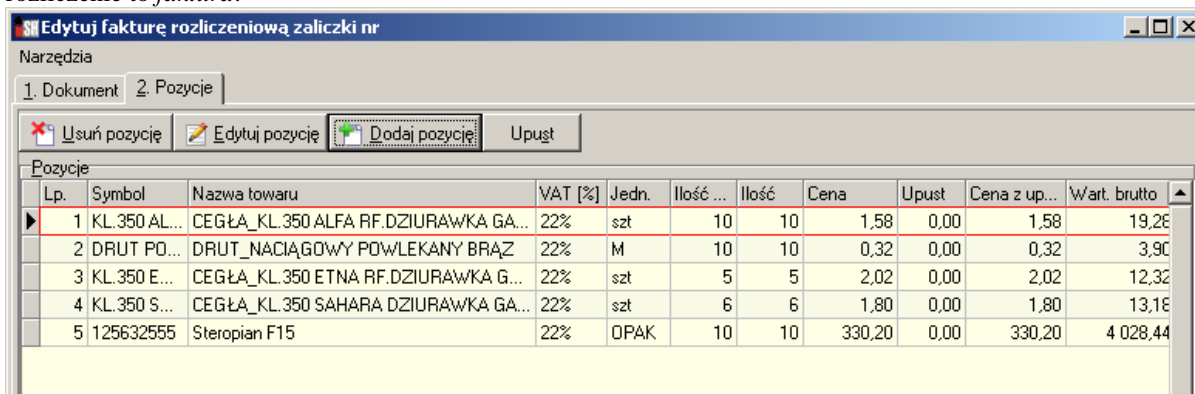 rozliczenie to faktura.
Edytuj fakturę rozliczeniową zaliczki nr
Narzędzia
1. Dokument 2. Pozycje
Usuń pozycję Edytuj pozycję Dodaj pozycję Upust
Pozycje
Lp. Symbol Nazwa towaru VAT [%] Jedn. Ilość ... Ilość Cena Upust Cena z up... Wart. brutto
1 KL.350 AL... CEGŁA_KL.350 ALFA RF.DZIURAWKA GA... 22% szt 10 10 1,58 0,00 1,58 19,28
2 DRUT PO... DRUT_NACIĄGOWY POWLEKANY BRĄZ 22% M 10 10 0,32 0,00 0,32 3,90
3 KL.350 E... CEGŁA_KL.350 ETNA RF.DZIURAWKA G... 22% szt 5 5 2,02 0,00 2,02 12,32
4 KL.350 S... CEGŁA_KL.350 SAHARA DZIURAWKA GA... 22% szt 6 6 1,80 0,00 1,80 13,18
5 125632555 Steropian F15 22% OPAK 10 10 330,20 0,00 330,20 4 028,44